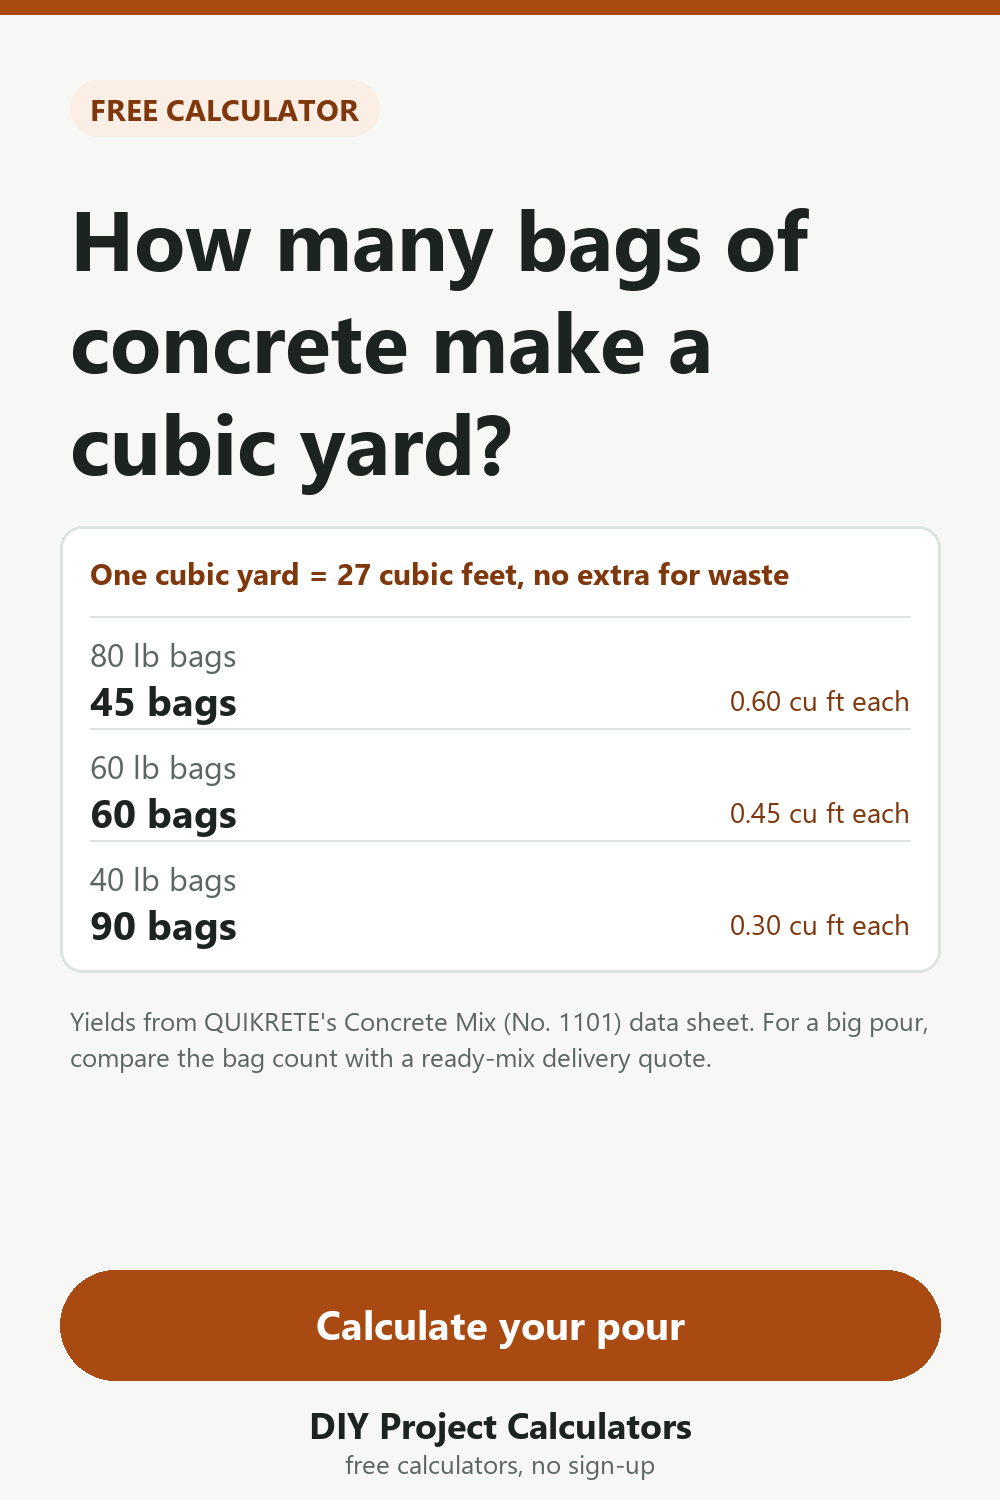 FREE CALCULATOR
How many bags of
concrete make a
cubic yard?
One cubic yard = 27 cubic feet, no extra for waste
80 lb bags
45 bags
0.60 cu ft each
60 lb bags
60 bags
0.45 cu ft each
40 lb bags
90 bags
0.30 cu ft each
Yields from QUIKRETE's Concrete Mix (No. 1101) data sheet. For a big pour,
compare the bag count with a ready-mix delivery quote.
Calculate your pour
DIY Project Calculators
free calculators, no sign-up